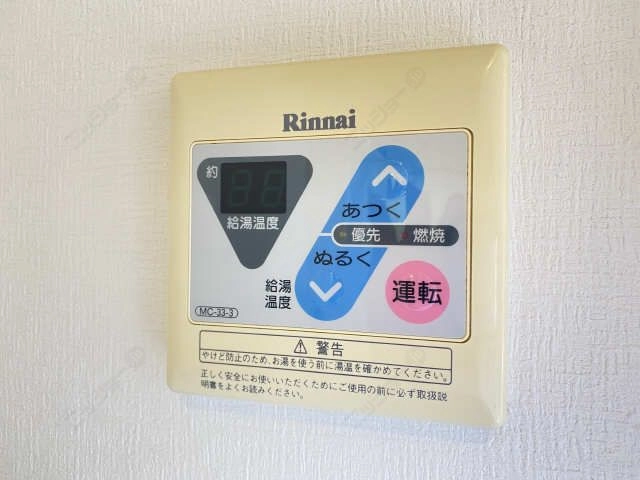 Rinnai
約
給湯温度
あつく
優先 燃焼
ぬるく
給湯
温度
運転
MC-33-3
警告
やけど防止のため、お湯を使う前に湯温を確かめてください。
正しく安全にお使いいただくためにご使用の前に必ず取扱説
明書をよくお読みください。